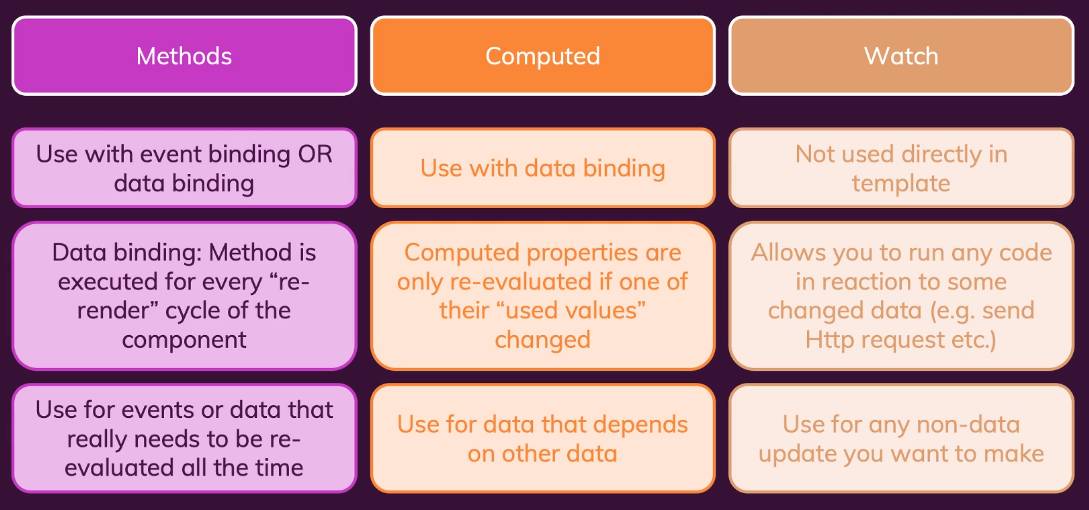 Methods
Computed
Watch
Use with event binding OR
data binding
Use with data binding
Not used directly in
template
Data binding: Method is
executed for every “re-
render” cycle of the
component
Computed properties are
only re-evaluated if one of
their “used values”
changed
Allows you to run any code
in reaction to some
changed data (e.g. send
Http request etc.)
Use for events or data that
really needs to be re-
evaluated all the time
Use for data that depends
on other data
Use for any non-data
update you want to make